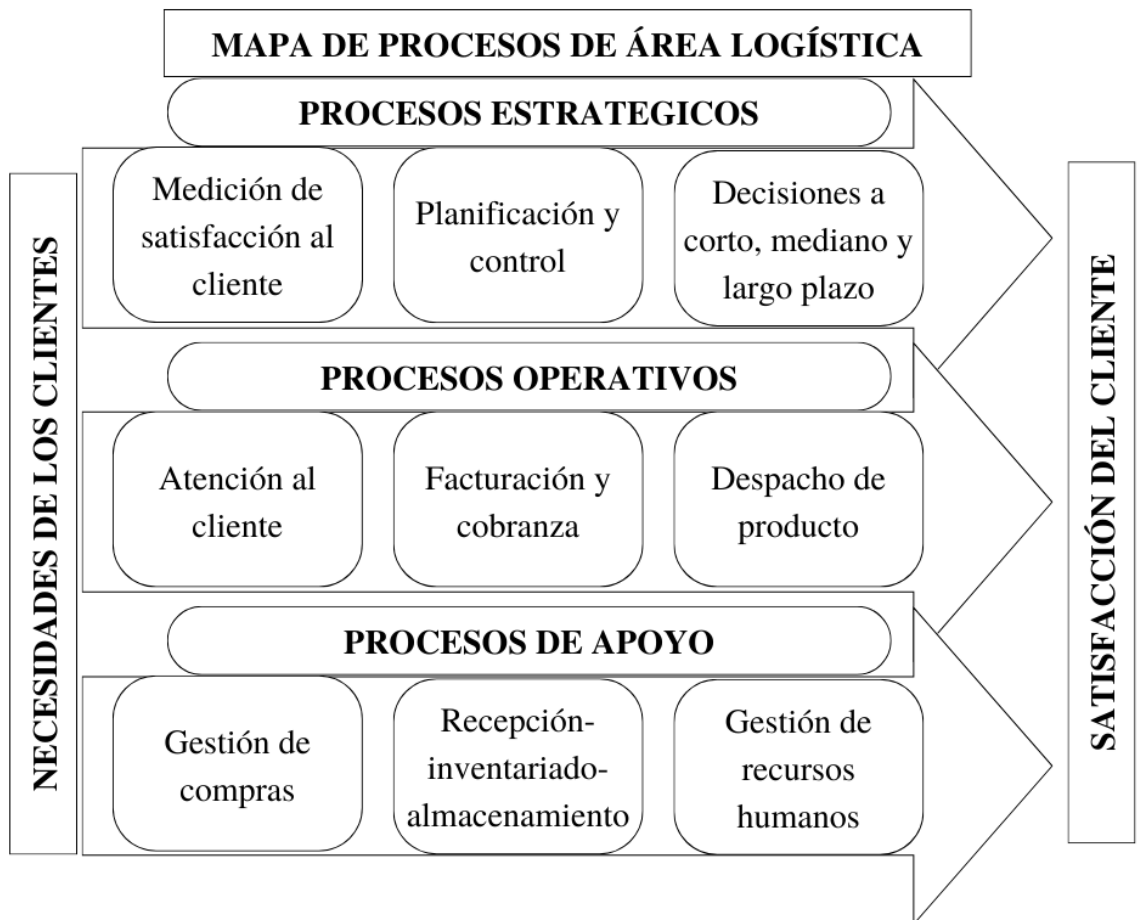 MAPA DE PROCESOS DE ÁREA LOGÍSTICA
PROCESOS ESTRATEGICOS
NECESIDADES DE LOS CLIENTES
Medición de
satisfacción al
cliente
Planificación y
control
Decisiones a
corto, mediano y
largo plazo
PROCESOS OPERATIVOS
Atención al
cliente
Facturación y
cobranza
Despacho de
producto
PROCESOS DE APOYO
Gestión de
compras
Recepción-
inventariado-
almacenamiento
Gestión de
recursos
humanos
SATISFACCIÓN DEL CLIENTE